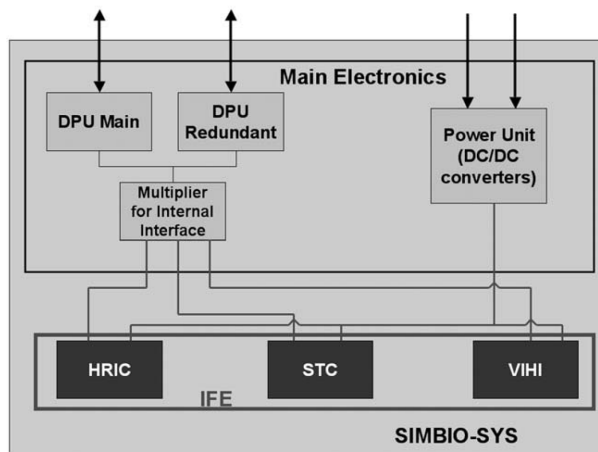 Main Electronics
DPU Main
DPU
Redundant
Power Unit
(DC/DC
converters)
Multiplier
for Internal
Interface
HRIC
STC
VIHI
IFE
SIMBIO-SYS